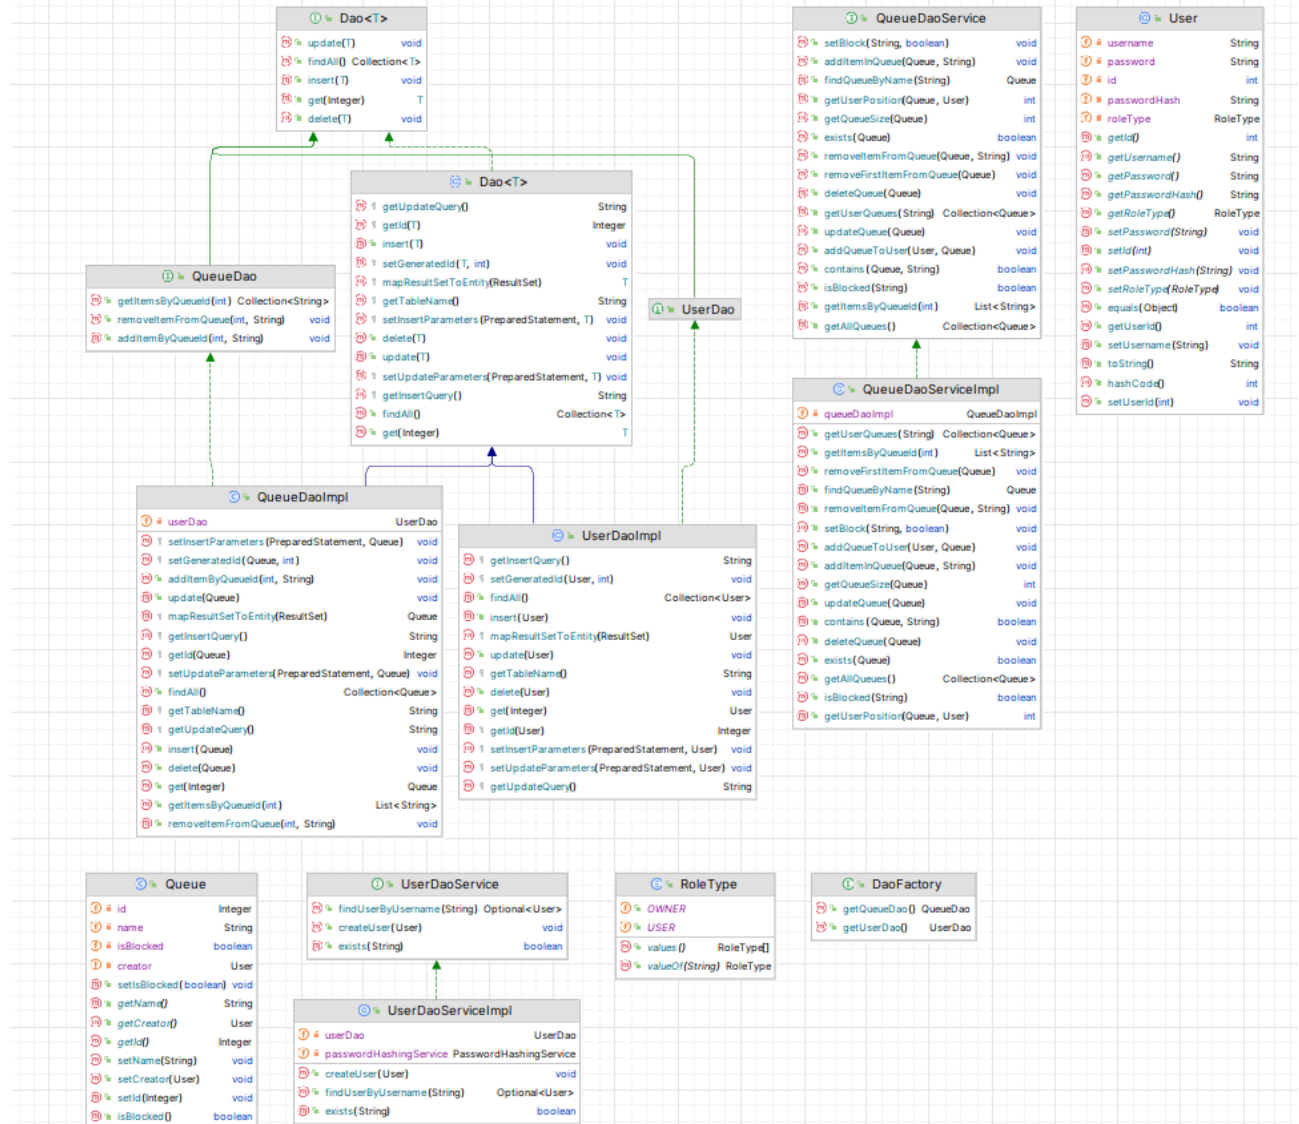 Dao<T>
update(T) void
findAll() Collection<T>
insert(T) void
get(Integer) T
delete(T) void
QueueDaoService
setBlock(String, boolean) void
addItemInQueue(Queue, String) void
findQueueByName(String) Queue
getUserPosition(Queue, User) int
getQueueSize(Queue) int
exists(Queue) boolean
removeItemFromQueue(Queue, String) void
removeFirstItemFromQueue(Queue) void
deleteQueue(Queue) void
getUserQueues(String) Collection<Queue>
updateQueue(Queue) void
addQueueToUser(User, Queue) void
contains(Queue, String) boolean
isBlocked(String) boolean
getItemsByQueueId(int) List<String>
getAllQueues() Collection<Queue>
User
username String
password String
id int
passwordHash String
roleType RoleType
getId() int
getUsername() String
getPassword() String
getPasswordHash() String
getRoleType() RoleType
setPassword(String) void
setId(int) void
setPasswordHash(String) void
setRoleType(RoleType) void
equals(Object) boolean
getUserId() int
setUsername(String) void
toString() String
hashCode() int
setUserId(int) void
Dao<T>
getUpdateQuery() String
getId(T) Integer
insert(T) void
setGeneratedId(T, int) void
mapResultSetToEntity(ResultSet) T
getTableName() String
setInsertParameters(PreparedStatement, T) void
delete(T) void
update(T) void
setUpdateParameters(PreparedStatement, T) void
getInsertQuery() String
findAll() Collection<T>
get(Integer) T
QueueDao
getItemsByQueueId(int) Collection<String>
removeItemFromQueue(int, String) void
addItemByQueueId(int, String) void
UserDao
QueueDaoServiceImpl
queueDaoImpl QueueDaoImpl
getUserQueues(String) Collection<Queue>
getItemsByQueueId(int) List<String>
removeFirstItemFromQueue(Queue) void
findQueueByName(String) Queue
removeItemFromQueue(Queue, String) void
setBlock(String, boolean) void
addQueueToUser(User, Queue) void
addItemInQueue(Queue, String) void
getQueueSize(Queue) int
updateQueue(Queue) void
contains(Queue, String) boolean
deleteQueue(Queue) void
exists(Queue) boolean
getAllQueues() Collection<Queue>
isBlocked(String) boolean
getUserPosition(Queue, User) int
QueueDaoImpl
userDao UserDao
setInsertParameters(PreparedStatement, Queue) void
setGeneratedId(Queue, int) void
addItemByQueueId(int, String) void
update(Queue) void
mapResultSetToEntity(ResultSet) Queue
getInsertQuery() String
getId(Queue) Integer
setUpdateParameters(PreparedStatement, Queue) void
findAll() Collection<Queue>
getTableName() String
getUpdateQuery() String
insert(Queue) void
delete(Queue) void
get(Integer) Queue
getItemsByQueueId(int) List<String>
removeItemFromQueue(int, String) void
UserDaoImpl
getInsertQuery() String
setGeneratedId(User, int) void
findAll() Collection<User>
insert(User) void
mapResultSetToEntity(ResultSet) User
update(User) void
getTableName() String
delete(User) void
get(Integer) User
getId(User) Integer
setInsertParameters(PreparedStatement, User) void
setUpdateParameters(PreparedStatement, User) void
getUpdateQuery() String
Queue
id Integer
name String
isBlocked boolean
creator User
setIsBlocked(boolean) void
getName() String
getCreator() User
getId() Integer
setName(String) void
setCreator(User) void
setId(Integer) void
isBlocked() boolean
UserDaoService
findUserByUsername(String) Optional<User>
createUser(User) void
exists(String) boolean
UserDaoServiceImpl
userDao UserDao
passwordHashingService PasswordHashingService
createUser(User) void
findUserByUsername(String) Optional<User>
exists(String) boolean
RoleType
OWNER
USER
values() RoleType[]
valueOf(String) RoleType
DaoFactory
getQueueDao() QueueDao
getUserDao() UserDao